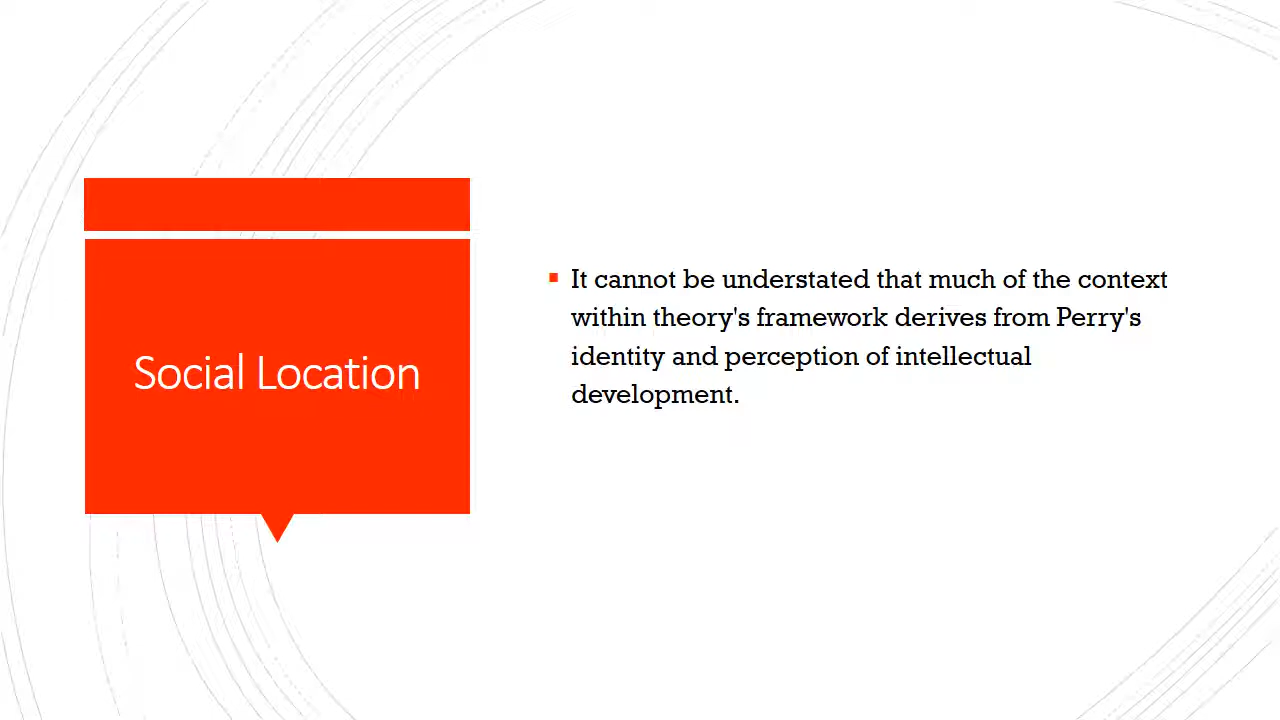 Social Location
It cannot be understated that much of the context
within theory's framework derives from Perry's
identity and perception of intellectual
development.